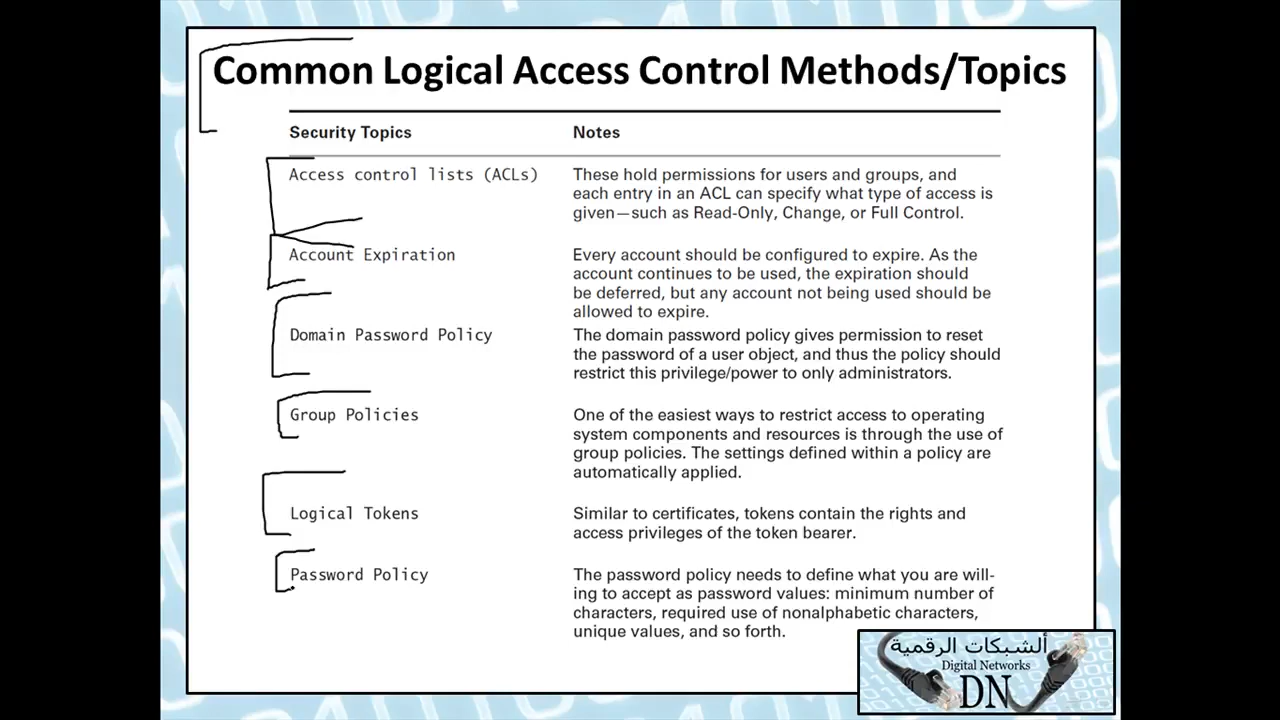 Common Logical Access Control Methods/Topics
Security Topics Notes
Access control lists (ACLs) These hold permissions for users and groups, and
each entry in an ACL can specify what type of access is
given—such as Read-Only, Change, or Full Control.
Account Expiration Every account should be configured to expire. As the
account continues to be used, the expiration should
be deferred, but any account not being used should be
allowed to expire.
Domain Password Policy The domain password policy gives permission to reset
the password of a user object, and thus the policy should
restrict this privilege/power to only administrators.
Group Policies One of the easiest ways to restrict access to operating
system components and resources is through the use of
group policies. The settings defined within a policy are
automatically applied.
Logical Tokens Similar to certificates, tokens contain the rights and
access privileges of the token bearer.
Password Policy The password policy needs to define what you are will-
ing to accept as password values: minimum number of
characters, required use of nonalphabetic characters,
unique values, and so forth.
ألشبكات الرقمية
Digital Networks
DN